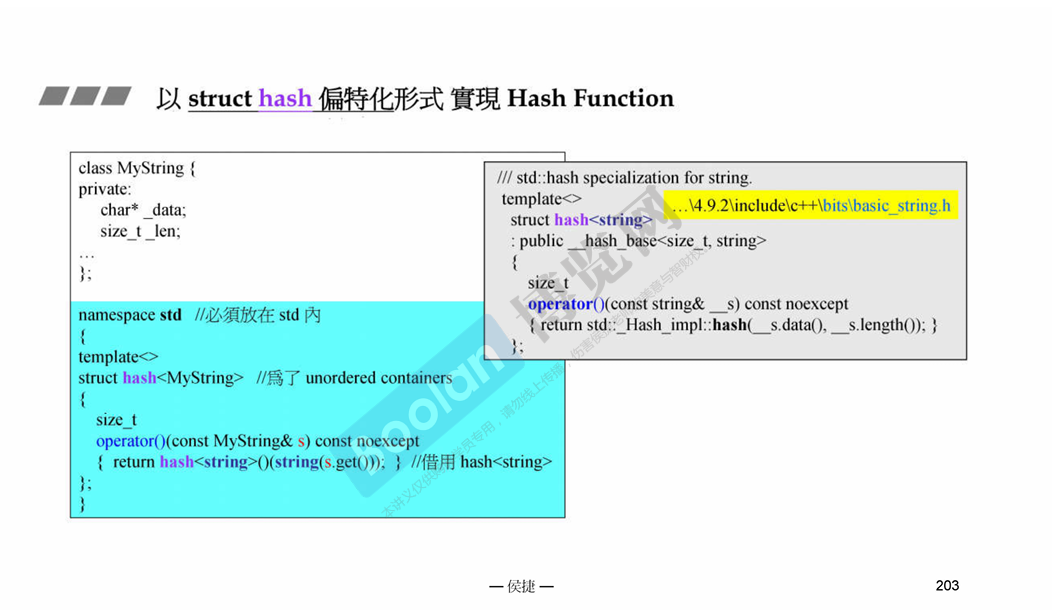 以 struct hash 偏特化形式 實現 Hash Function
class MyString {
private:
char* _data;
size_t _len;
…
};
namespace std //必須放在 std 內
{
template<>
struct hash<MyString> //爲了 unordered containers
{
size_t
operator()(const MyString& s) const noexcept
{ return hash<string>()(string(s.get())); } //借用 hash<string>
};
}
/// std::hash specialization for string.
template<>
…\4.9.2\include\c++\bits\basic_string.h
struct hash<string>
: public __hash_base<size_t, string>
{
size_t
operator()(const string& __s) const noexcept
{ return std::_Hash_impl::hash(__s.data(), __s.length()); }
};
boolan
博览网
— 侯捷 —
203